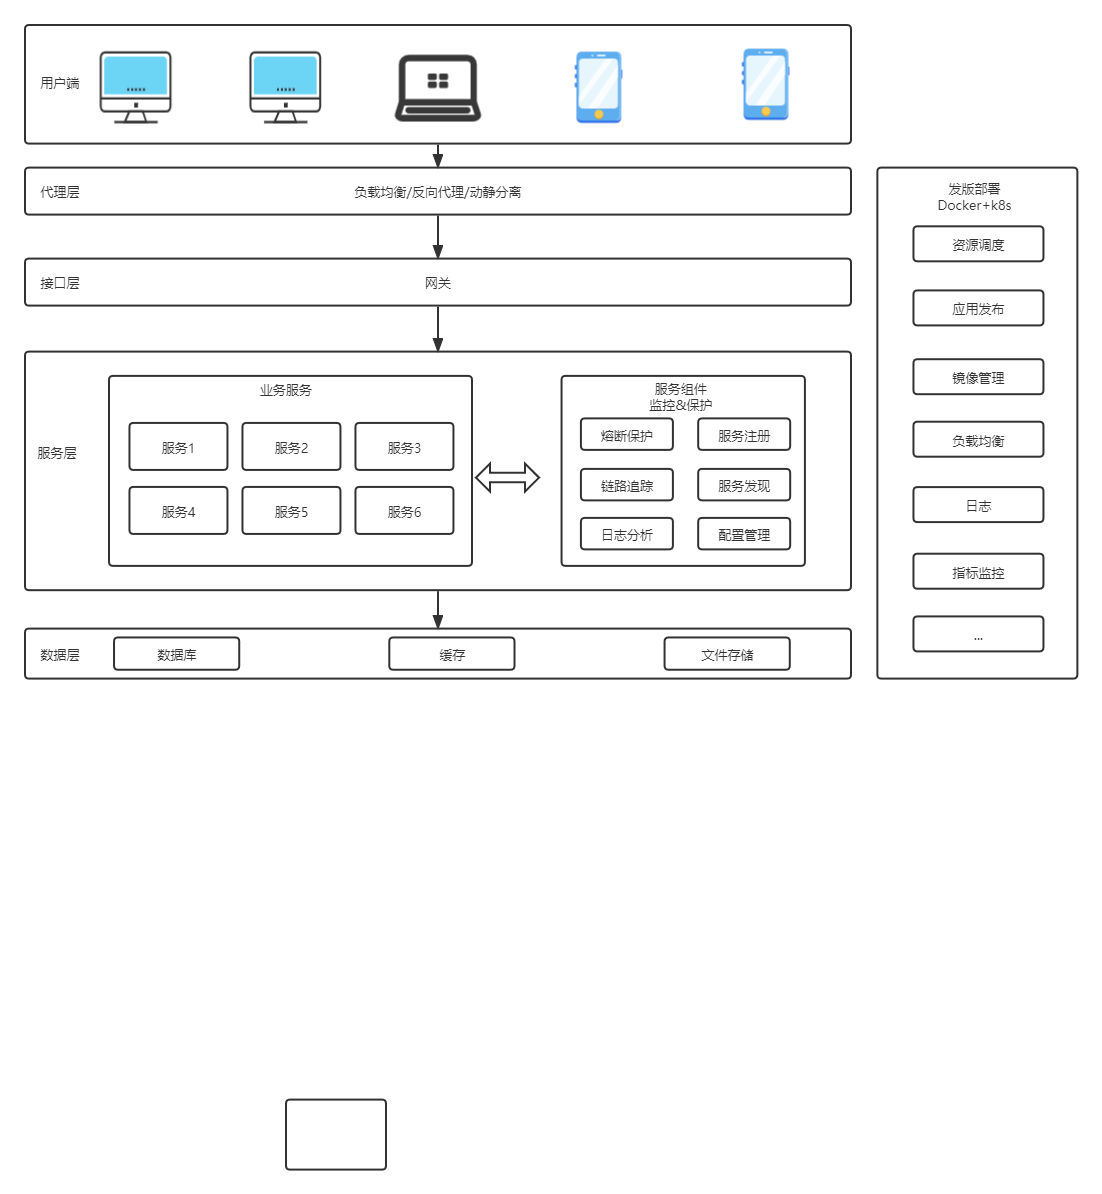 用户端
代理层
负载均衡/反向代理/动静分离
接口层
网关
服务层
业务服务
服务1
服务2
服务3
服务4
服务5
服务6
服务组件
监控&保护
熔断保护
服务注册
链路追踪
服务发现
日志分析
配置管理
数据层
数据库
缓存
文件存储
发版部署
Docker+k8s
资源调度
应用发布
镜像管理
负载均衡
日志
指标监控
...